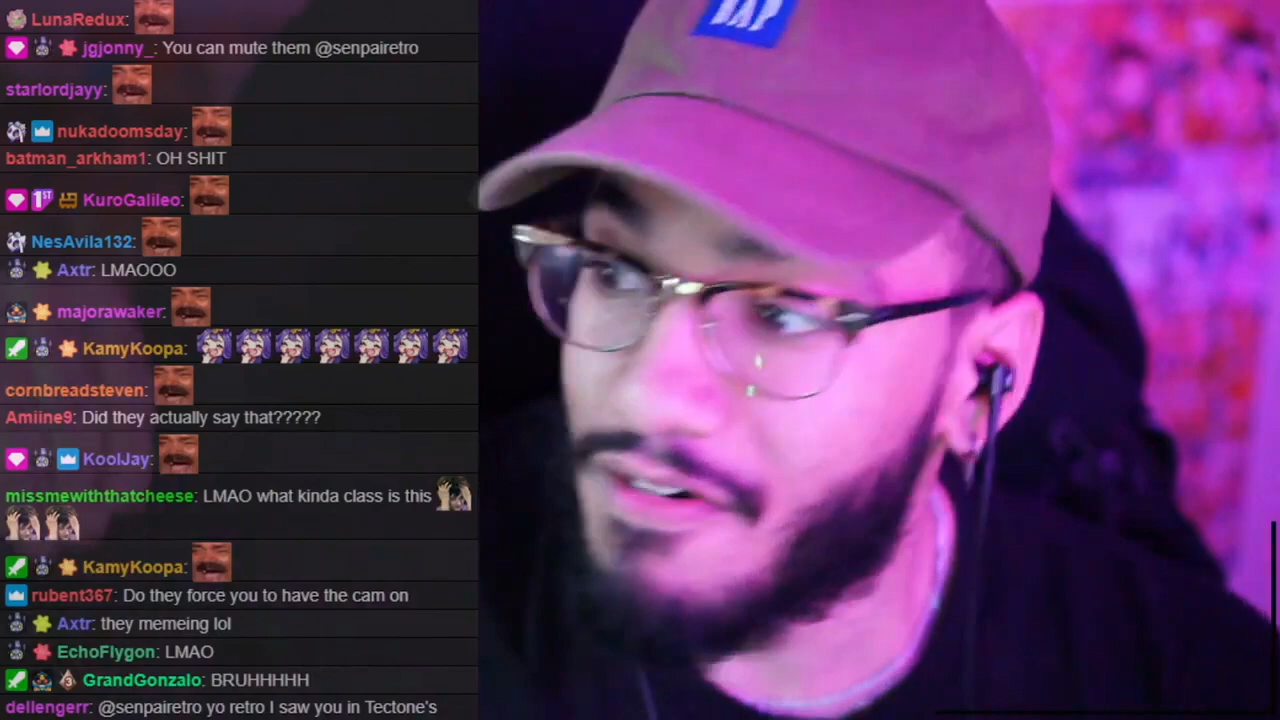 LunaRedux:
jgjonny_: You can mute them @senpairetro
starlordjayy:
nukadoomsday:
batman_arkham1: OH SHIT
1ST KuroGalileo:
NesAvila132:
Axtr: LMAOOO
majorawaker:
KamyKoopa:
cornbreadsteven:
Amiine9: Did they actually say that?????
KoolJay:
missmewiththatcheese: LMAO what kinda class is this
KamyKoopa:
rubent367: Do they force you to have the cam on
Axtr: they memeing lol
EchoFlygon: LMAO
3 GrandGonzalo: BRUHHHHH
dellengerr: @senpairetro yo retro I saw you in Tectone's